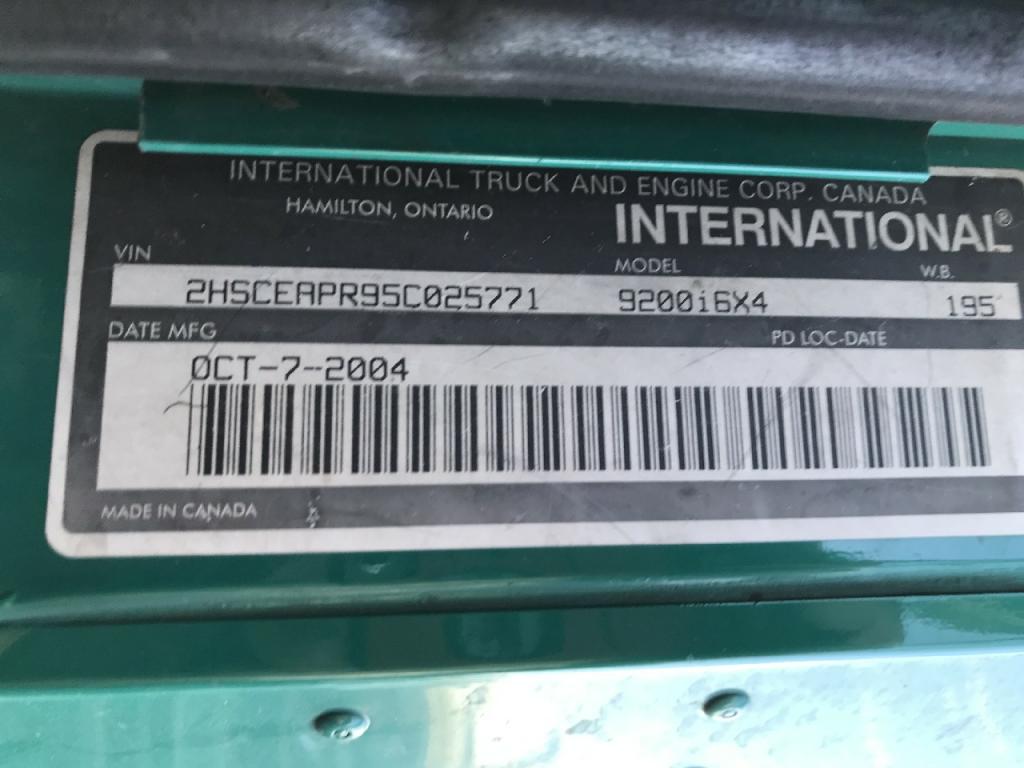 INTERNATIONAL TRUCK AND ENGINE CORP. CANADA
HAMILTON, ONTARIO
INTERNATIONAL®
VIN MODEL W.B.
2HSCEAPR95C025771 9200i6X4 195
DATE MFG PD LOC-DATE
OCT-7-2004
MADE IN CANADA